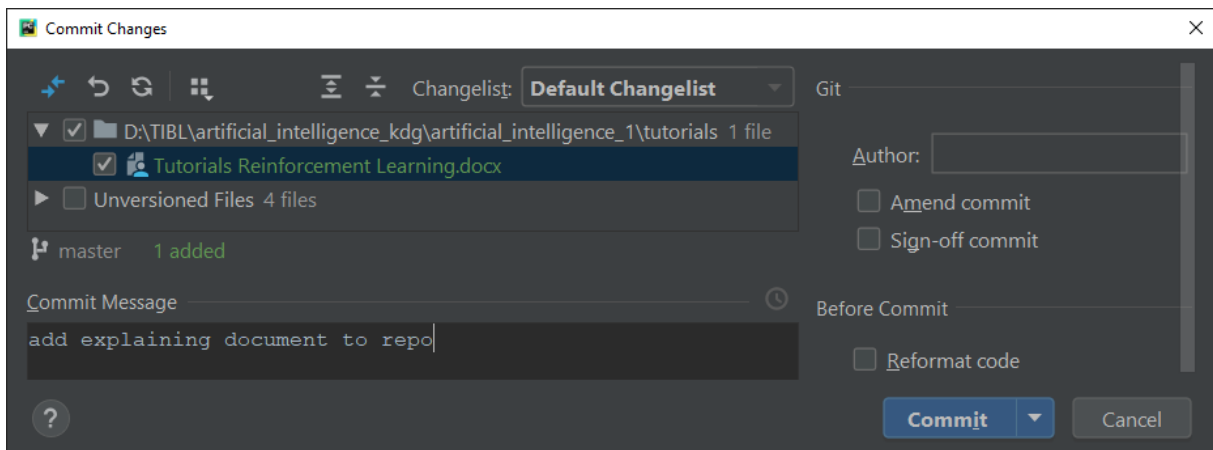 Commit Changes
Changelist: Default Changelist
D:\TIBL\artificial_intelligence_kdg\artificial_intelligence_1\tutorials 1 file
Tutorials Reinforcement Learning.docx
Unversioned Files 4 files
master 1 added
Commit Message
add explaining document to repo
Git
Author:
Amend commit
Sign-off commit
Before Commit
Reformat code
?
Commit
Cancel